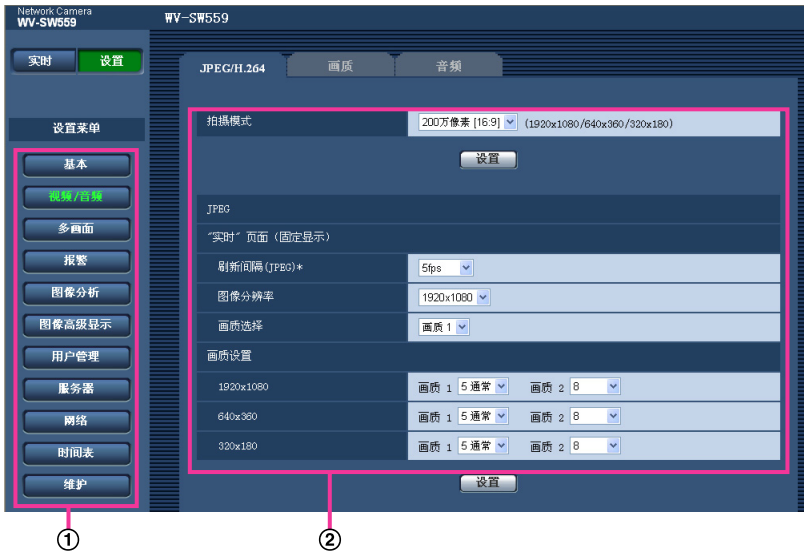 Network Camera
WV-SW559
WV-SW559
实时 设置
JPEG/H.264 画质 音频
设置菜单
基本
视频/音频
多画面
报警
图像分析
图像高级显示
用户管理
服务器
网络
时间表
维护
拍摄模式 200万像素 [16:9] (1920x1080/640x360/320x180)
设置
JPEG
“实时”页面（固定显示）
刷新间隔(JPEG)* 5fps
图像分辨率 1920x1080
画质选择 画质 1
画质设置
1920x1080 画质 1 5 通常 画质 2 8
640x360 画质 1 5 通常 画质 2 8
320x180 画质 1 5 通常 画质 2 8
设置
① ②